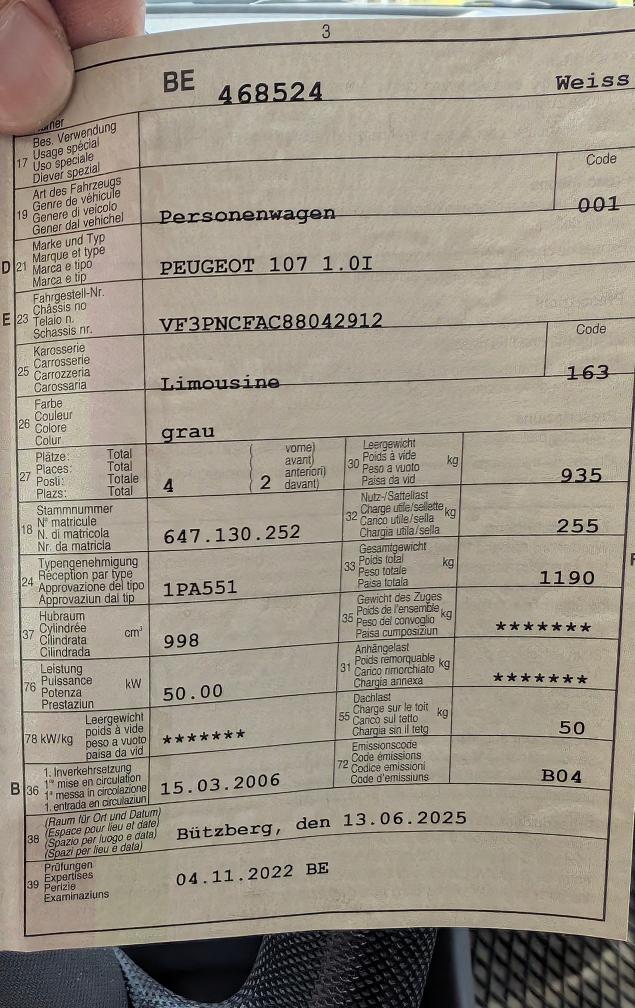 3
BE 468524 Weiss
17 Bes. Verwendung
Usage spécial
Uso speciale
Diever spezial
19 Art des Fahrzeugs
Genre de véhicule
Genere di veicolo
Gener dal vehichel
Personenwagen
Code
001
D 21 Marke und Typ
Marque et type
Marca e tipo
Marca e tip
PEUGEOT 107 1.0I
E 23 Fahrgestell-Nr.
Châssis no
Telaio n.
Schassis nr.
VF3PNCFAC88042912
25 Karosserie
Carrosserie
Carrozzeria
Carossaria
Limousine
Code
163
26 Farbe
Couleur
Colore
Colur
grau
27 Plätze: Total
Places: Total
Posti: Totale
Plazs: Total
4
( vorne)
( avant)
( 2 anteriori)
( davant)
30 Leergewicht
Poids à vide kg
Peso a vuoto
Paisa da vid
935
18 Stammnummer
N° matricule
N. di matricola
Nr. da matricla
647.130.252
32 Nutz-/Sattellast
Charge utile/sellette kg
Carico utile/sella
Chargia utila/sella
255
24 Typengenehmigung
Réception par type
Approvazione del tipo
Approvaziun dal tip
1PA551
33 Gesamtgewicht
Poids total kg
Peso totale
Paisa totala
1190
37 Hubraum
Cylindrée cm³
Cilindrata
Cilindrada
998
35 Gewicht des Zuges
Poids de l'ensemble kg
Peso del convoglio
Paisa cumposiziun
*******
76 Leistung
Puissance kW
Potenza
Prestaziun
50.00
31 Anhängelast
Poids remorquable kg
Carico rimorchiato
Chargia annexa
*******
78 kW/kg Leergewicht
poids à vide
peso a vuoto
paisa da vid
*******
55 Dachlast
Charge sur le toit kg
Carico sul tetto
Chargia sin il tetg
50
B 36 1. Inverkehrsetzung
1re mise en circulation
1a messa in circolazione
1. entrada en circulaziun
15.03.2006
72 Emissionscode
Code émissions
Codice emissioni
Code d'emissiuns
B04
38 (Raum für Ort und Datum)
(Espace pour lieu et date)
(Spazio per luogo e data)
(Spazi per lieu e data)
Bützberg, den 13.06.2025
39 Prüfungen
Expertises
Perizie
Examinaziuns
04.11.2022 BE